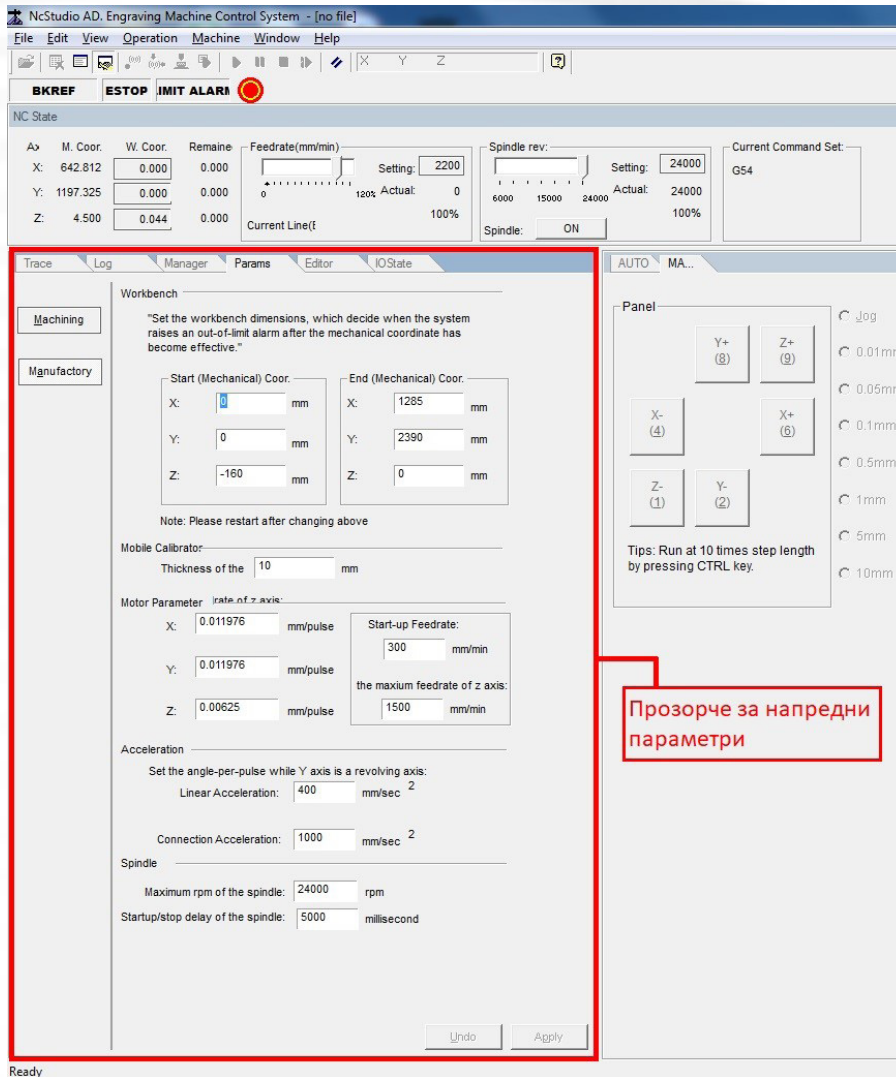 NcStudio AD. Engraving Machine Control System - [no file]
File Edit View Operation Machine Window Help
X Y Z
BKREF ESTOP IMIT ALARM
NC State
A› M. Coor. W. Coor. Remaine
X: 642.812 0.000 0.000
Y: 1197.325 0.000 0.000
Z: 4.500 0.044 0.000
Feedrate(mm/min)
Setting: 2200
0 120% Actual: 0
100%
Current Line(E
Spindle rev:
Setting: 24000
6000 15000 24000 Actual: 24000
100%
Spindle: ON
Current Command Set:
G54
Trace Log Manager Params Editor IOState
Machining
Manufactory
Workbench
"Set the workbench dimensions, which decide when the system
raises an out-of-limit alarm after the mechanical coordinate has
become effective."
Start (Mechanical) Coor.
X: 0 mm
Y: 0 mm
Z: -160 mm
End (Mechanical) Coor.
X: 1285 mm
Y: 2390 mm
Z: 0 mm
Note: Please restart after changing above
Mobile Calibrator
Thickness of the 10 mm
Motor Parameter rate of z axis:
X: 0.011976 mm/pulse
Y: 0.011976 mm/pulse
Z: 0.00625 mm/pulse
Start-up Feedrate:
300 mm/min
the maxium feedrate of z axis:
1500 mm/min
Acceleration
Set the angle-per-pulse while Y axis is a revolving axis:
Linear Acceleration: 400 mm/sec 2
Connection Acceleration: 1000 mm/sec 2
Spindle
Maximum rpm of the spindle: 24000 rpm
Startup/stop delay of the spindle: 5000 millisecond
Undo Apply
AUTO MA...
Panel
Y+
(8)
Z+
(9)
X-
(4)
X+
(6)
Z-
(1)
Y-
(2)
Tips: Run at 10 times step length
by pressing CTRL key.
Jog
0.01mm
0.05mm
0.1mm
0.5mm
1mm
5mm
10mm
Прозорче за напредни
параметри
Ready